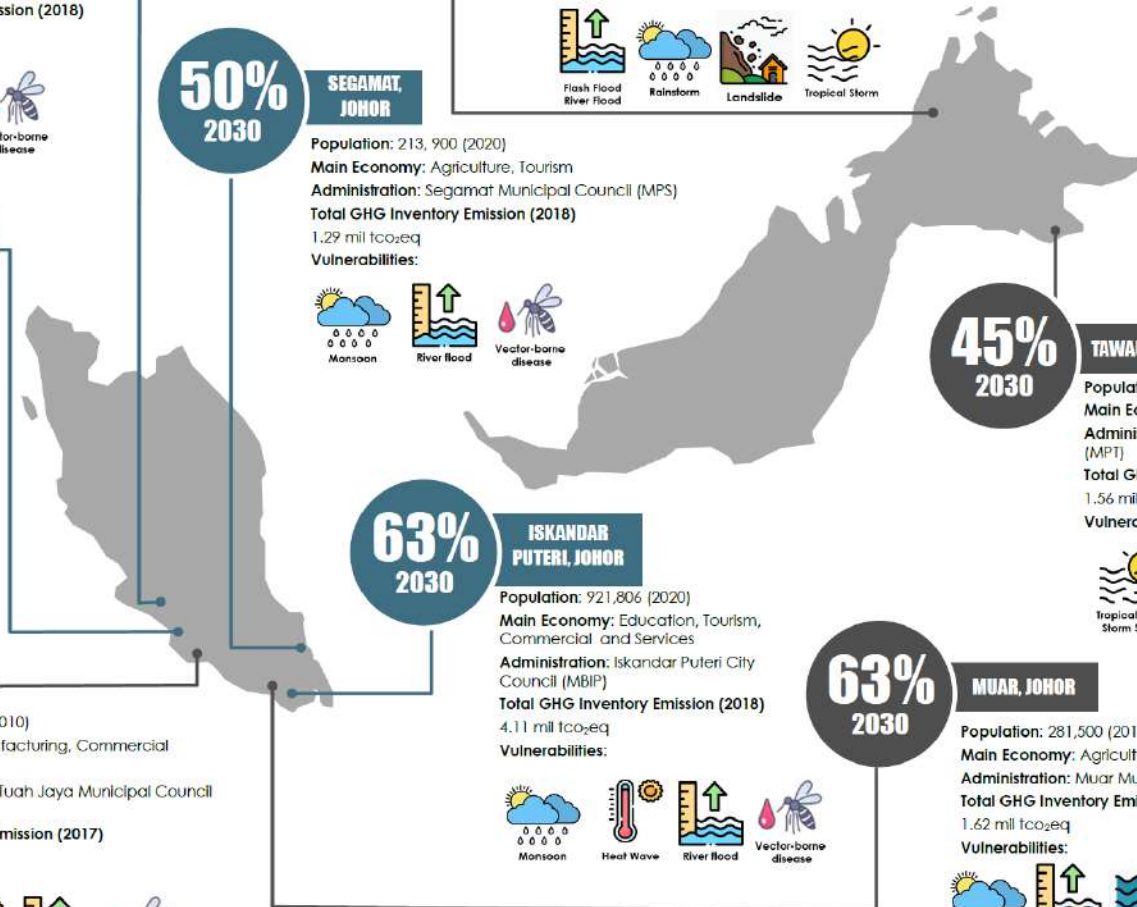 ssion (2018)
tor-borne
disease
50%
2030
SEGAMAT,
JOHOR
Population: 213, 900 (2020)
Main Economy: Agriculture, Tourism
Administration: Segamat Municipal Council (MPS)
Total GHG Inventory Emission (2018)
1.29 mil tco₂eq
Vulnerabilities:
Monsoon
River flood
Vector-borne
disease
Flash Flood
River Flood
Rainstorm
Landslide
Tropical Storm
45%
2030
TAWA
Populat
Main Ec
Adminis
(MPT)
Total G
1.56 mil
Vulnera
Tropical
Storm
63%
2030
ISKANDAR
PUTERI, JOHOR
Population: 921,806 (2020)
Main Economy: Education, Tourism,
Commercial and Services
Administration: Iskandar Puteri City
Council (MBIP)
Total GHG Inventory Emission (2018)
4.11 mil tco₂eq
Vulnerabilities:
Monsoon
Heat Wave
River flood
Vector-borne
disease
63%
2030
MUAR, JOHOR
Population: 281,500 (201
Main Economy: Agricult
Administration: Muar Mu
Total GHG Inventory Emi
1.62 mil tco₂eq
Vulnerabilities:
010)
facturing, Commercial
Tuah Jaya Municipal Council
mission (2017)